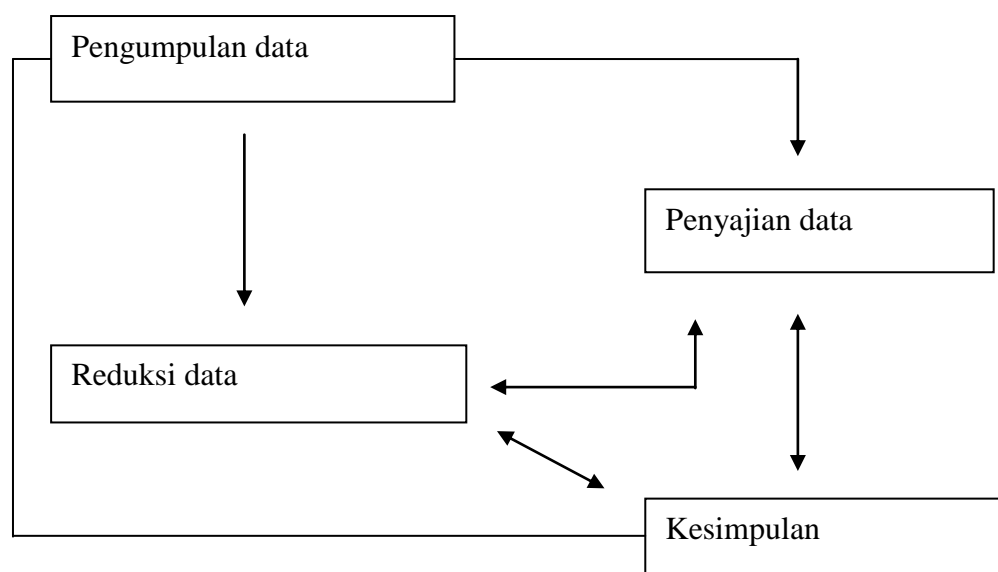 Pengumpulan data
Penyajian data
Reduksi data
Kesimpulan